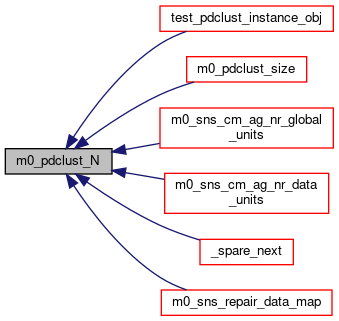 test_pdclust_instance_obj
m0_pdclust_size
m0_sns_cm_ag_nr_global
_units
m0_pdclust_N
m0_sns_cm_ag_nr_data
_units
_spare_next
m0_sns_repair_data_map